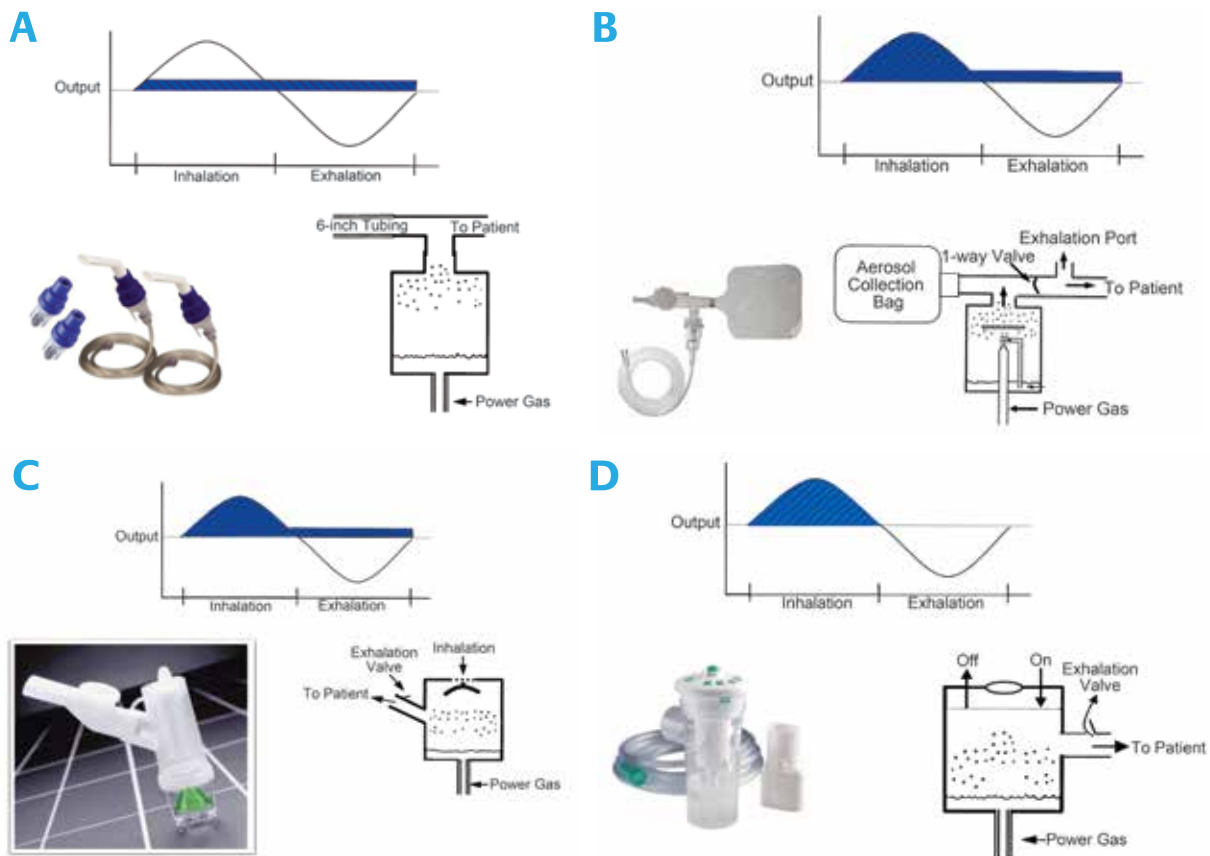 A
Output
Inhalation
Exhalation
6-inch Tubing
To Patient
Power Gas
B
Output
Inhalation
Exhalation
Exhalation Port
1-way Valve
Aerosol
Collection
Bag
To Patient
Power Gas
C
Output
Inhalation
Exhalation
Exhalation
Valve
Inhalation
To Patient
Power Gas
D
Output
Inhalation
Exhalation
Off
On
Exhalation
Valve
To Patient
Power Gas